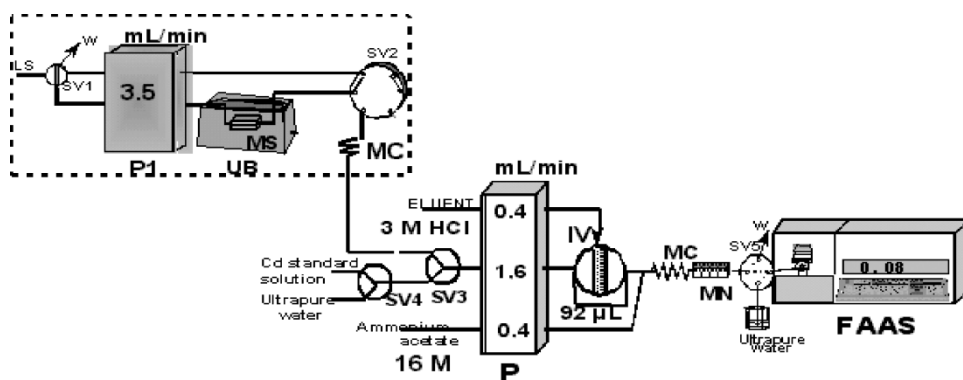 mL/min
W
SV2
LS
SV1
3.5
MS
MC
P1
UB
mL/min
ELUENT
0.4
3 M HCl
IV
W
SV5
Cd standard
solution
1.6
MC
0.08
SV4
SV3
MN
Ultrapure
water
92 µL
FAAS
Ammonium
acetate
0.4
Ultrapure
Water
16 M
P